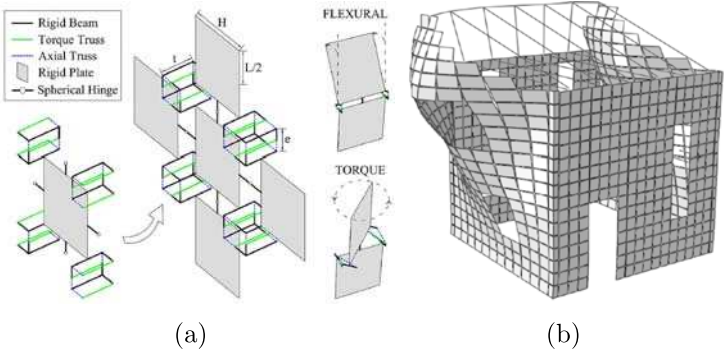 Rigid Beam
Torque Truss
Axial Truss
Rigid Plate
Spherical Hinge
H
t
L/2
e
FLEXURAL
TORQUE
(a)
(b)